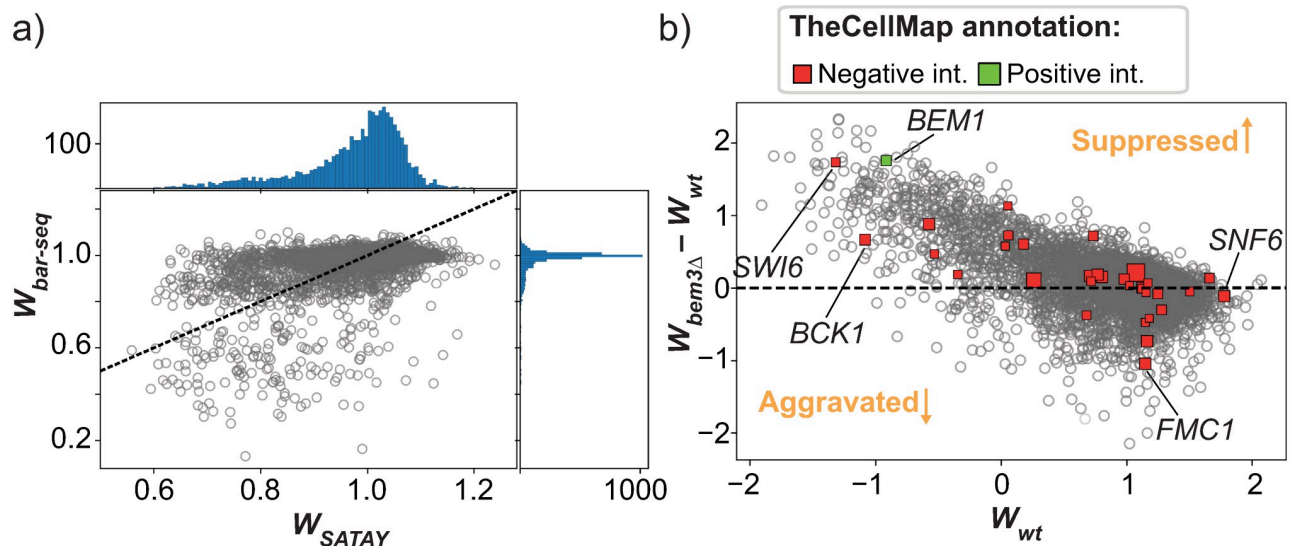 a)
100
W_bar-seq
1.0
0.6
0.2
0.6 0.8 1.0 1.2
1000
W_SATAY
b)
TheCellMap annotation:
Negative int. Positive int.
W_bem3Δ − W_wt
2
1
0
−1
−2
BEM1
Suppressed
SWI6
BCK1
SNF6
Aggravated
FMC1
−2 −1 0 1 2
W_wt